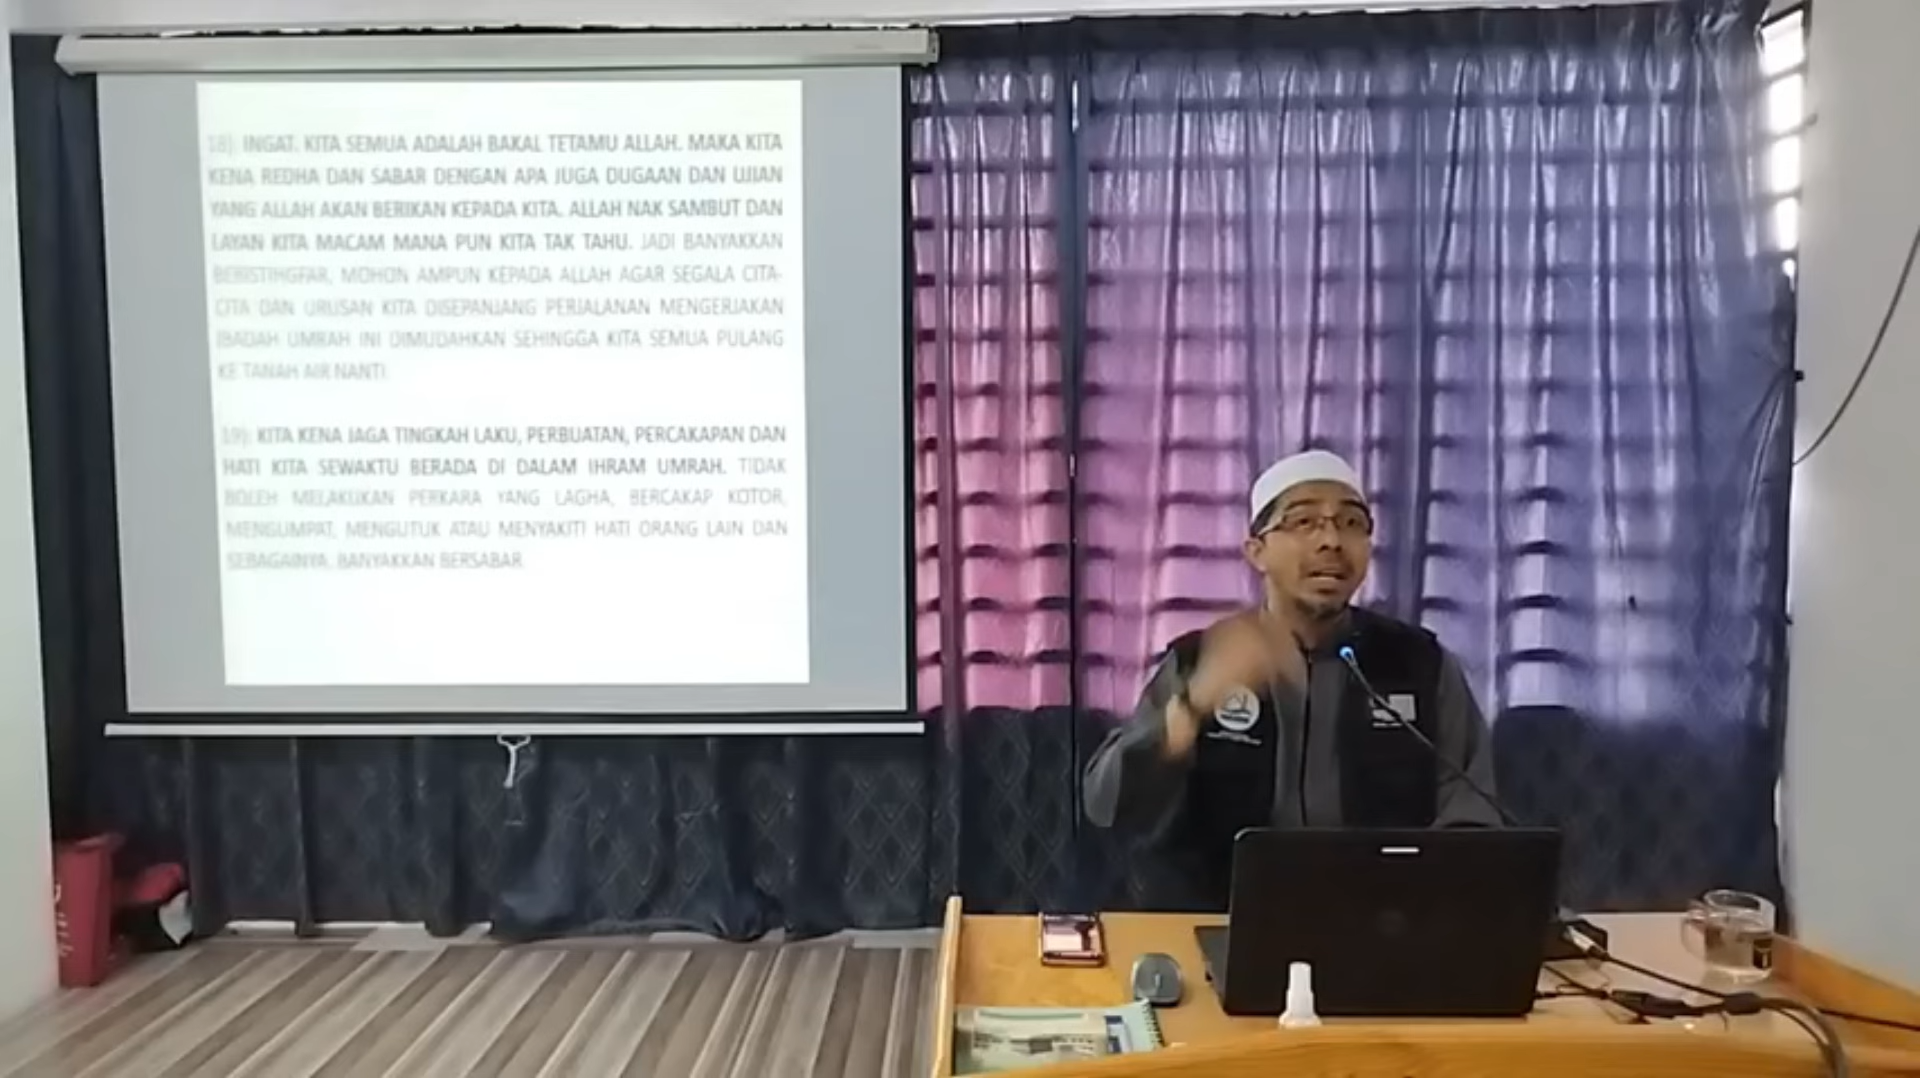 18). INGAT. KITA SEMUA ADALAH BAKAL TETAMU ALLAH. MAKA KITA
KENA REDHA DAN SABAR DENGAN APA JUGA DUGAAN DAN UJIAN
YANG ALLAH AKAN BERIKAN KEPADA KITA. ALLAH NAK SAMBUT DAN
LAYAN KITA MACAM MANA PUN KITA TAK TAHU. JADI BANYAKKAN
BERISTIHGFAR, MOHON AMPUN KEPADA ALLAH AGAR SEGALA CITA-
CITA DAN URUSAN KITA DISEPANJANG PERJALANAN MENGERJAKAN
IBADAH UMRAH INI DIMUDAHKAN SEHINGGA KITA SEMUA PULANG
KE TANAH AIR NANTI.
19). KITA KENA JAGA TINGKAH LAKU, PERBUATAN, PERCAKAPAN DAN
HATI KITA SEWAKTU BERADA DI DALAM IHRAM UMRAH. TIDAK
BOLEH MELAKUKAN PERKARA YANG LAGHA, BERCAKAP KOTOR,
MENGUMPAT, MENGUTUK ATAU MENYAKITI HATI ORANG LAIN DAN
SEBAGAINYA. BANYAKKAN BERSABAR.